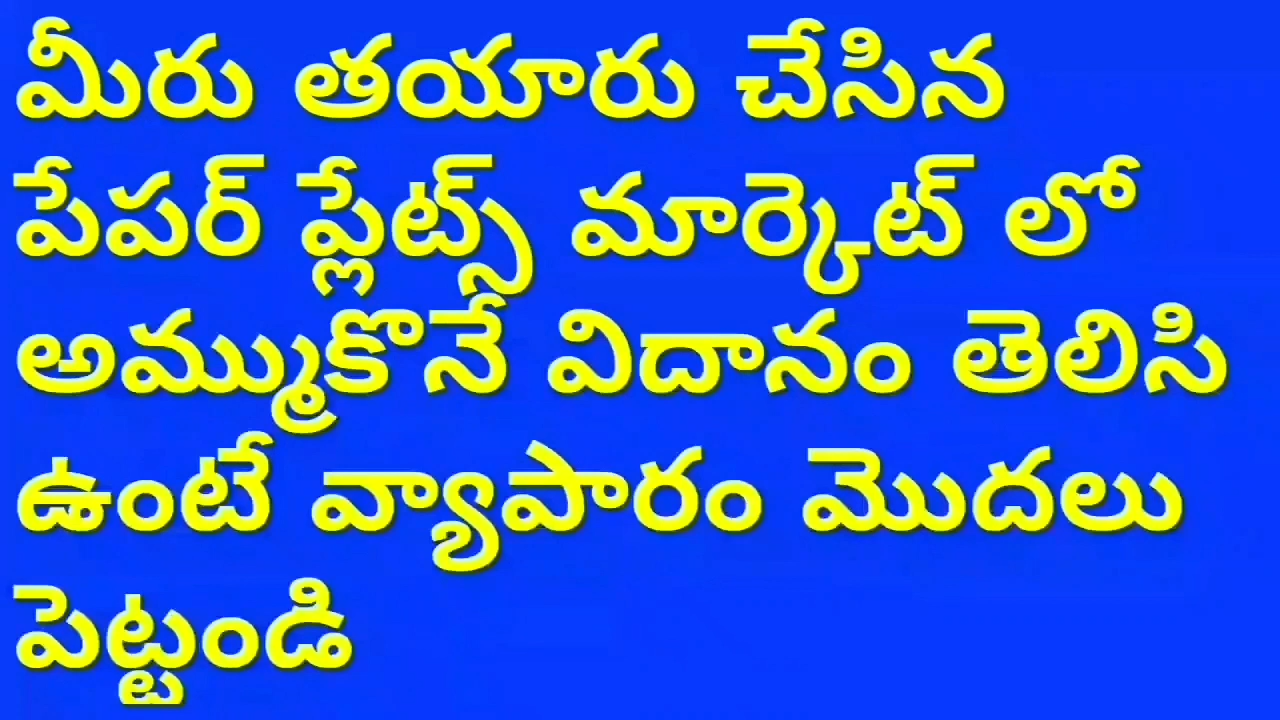 మీరు తయారు చేసిన
పేపర్ ప్లేట్స్ మార్కెట్ లో
అమ్ముకొనే విదానం తెలిసి
ఉంటే వ్యాపారం మొదలు
పెట్టండి